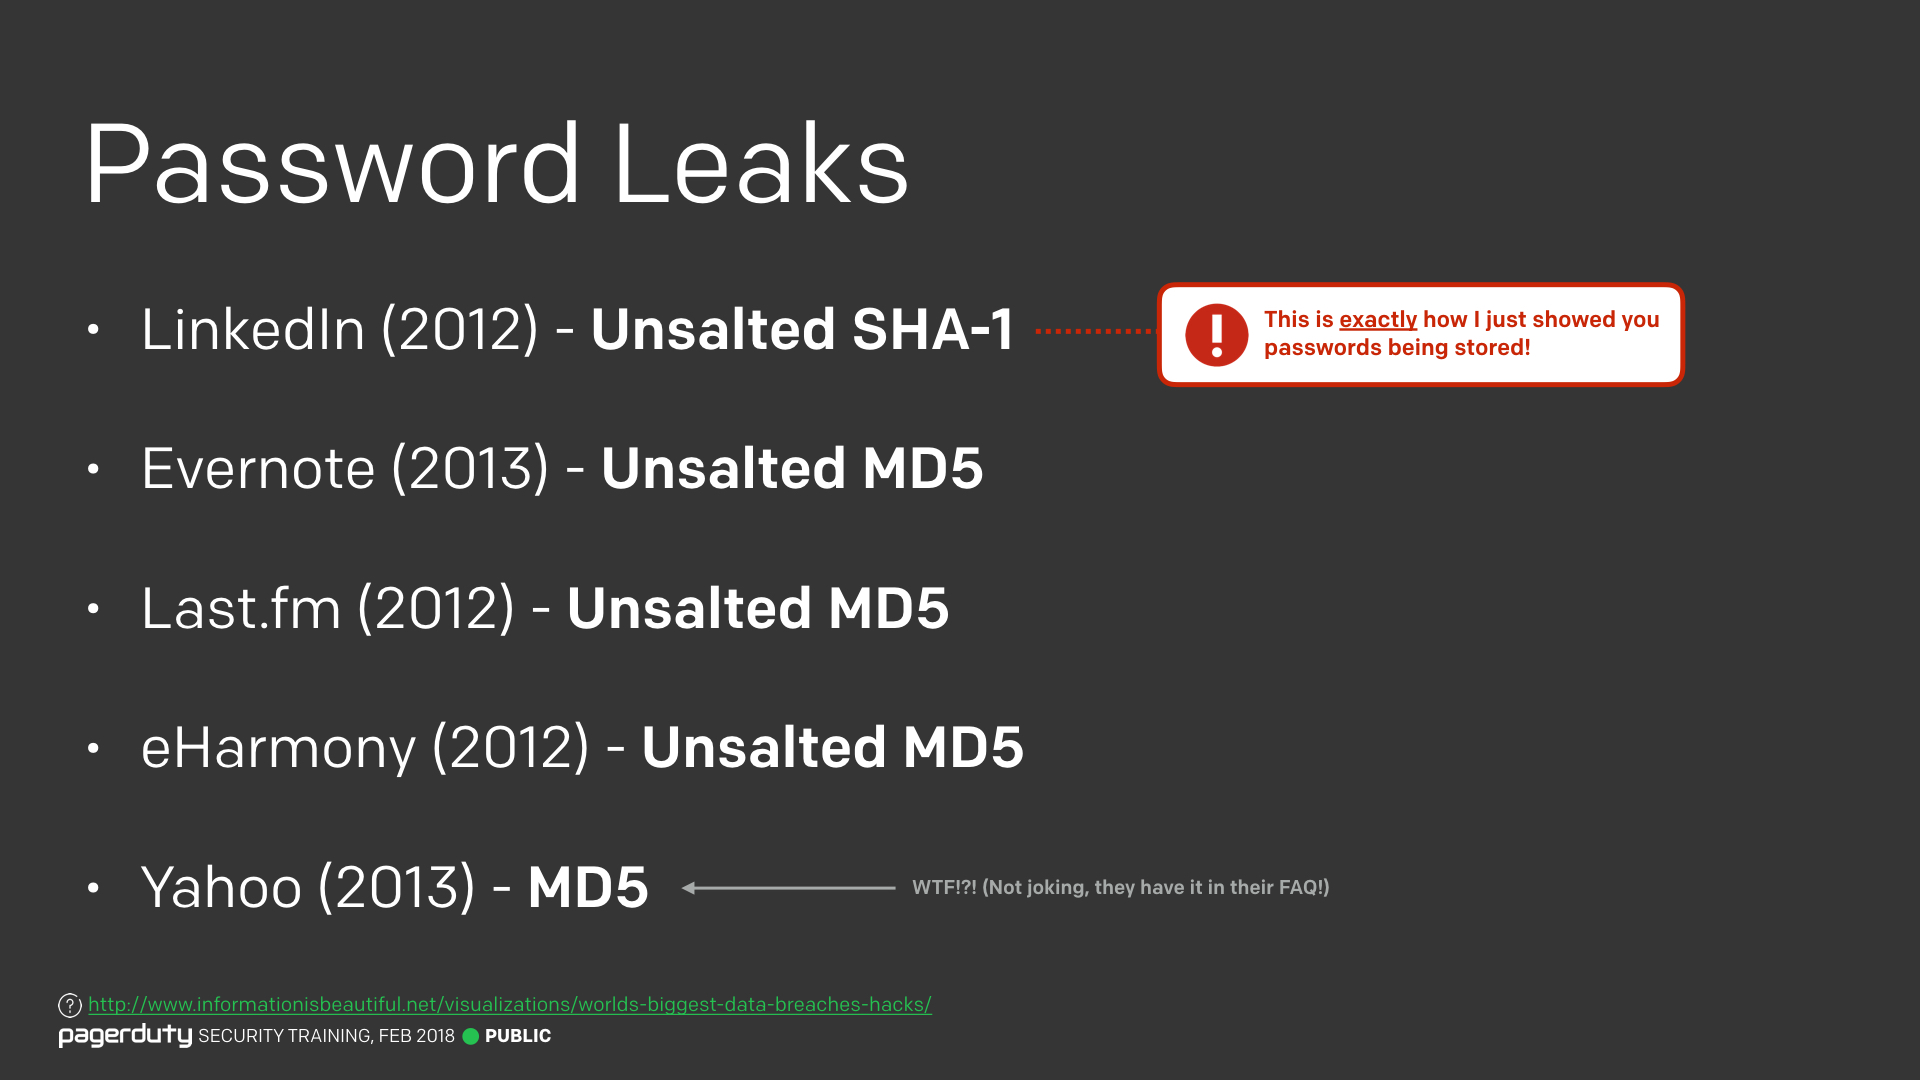 Password Leaks
• LinkedIn (2012) - Unsalted SHA-1
This is exactly how I just showed you
passwords being stored!
• Evernote (2013) - Unsalted MD5
• Last.fm (2012) - Unsalted MD5
• eHarmony (2012) - Unsalted MD5
• Yahoo (2013) - MD5
WTF!?! (Not joking, they have it in their FAQ!)
? http://www.informationisbeautiful.net/visualizations/worlds-biggest-data-breaches-hacks/
pagerduty SECURITY TRAINING, FEB 2018 PUBLIC